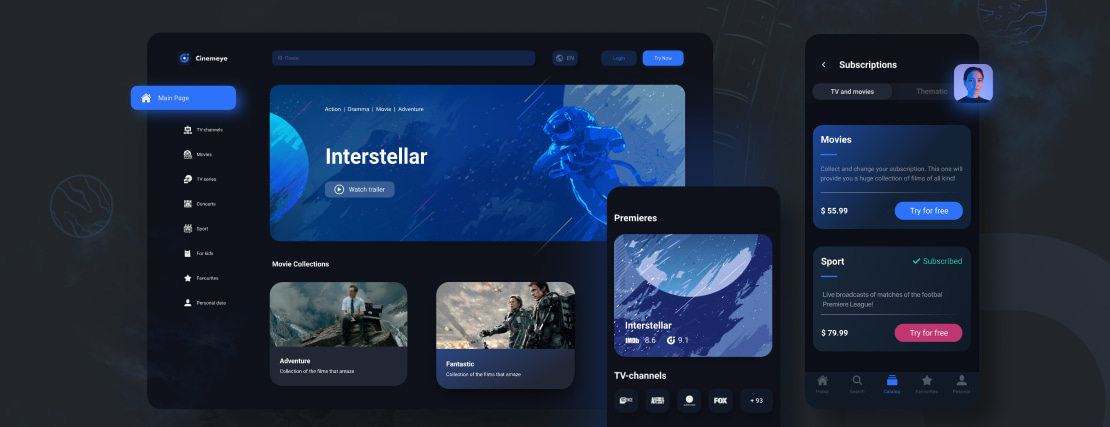 Cinemeye
EN
Login
Try Now
Main Page
TV channels
Movies
TV series
Concerts
Sport
For kids
Favourites
Personal data
Action | Dramma | Movie | Adventure
Interstellar
Watch trailer
Movie Collections
Adventure
Collection of the films that amaze
Fantastic
Collection of the films that amaze
Premieres
Interstellar
IMDb 8.6 9.1
TV-channels
FOX
+ 93
Subscriptions
TV and movies
Thematic
Movies
Collect and change your subscription. This one will
provide you a huge collection of films of all kind!
$ 55.99
Try for free
Sport
Subscribed
Live broadcasts of matches of the footbal
Premiere League!
$ 79.99
Try for free
Home
Search
Catalog
Favourites
Personal